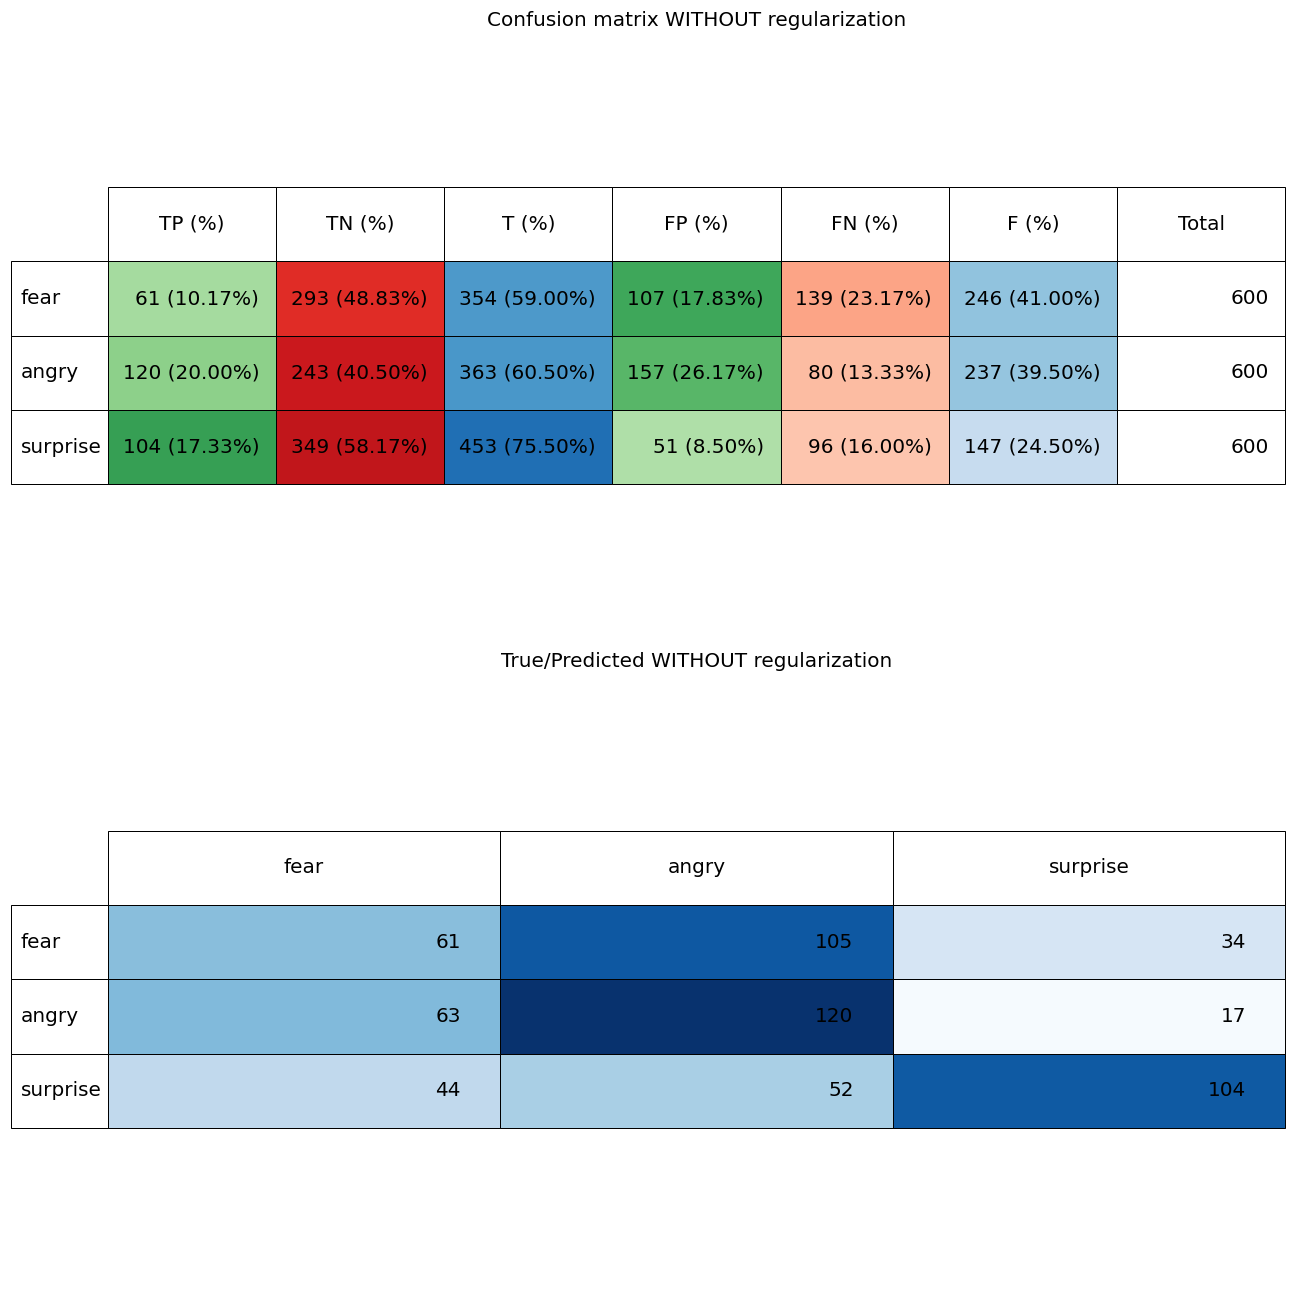 Confusion matrix WITHOUT regularization
TP (%) TN (%) T (%) FP (%) FN (%) F (%) Total
fear 61 (10.17%) 293 (48.83%) 354 (59.00%) 107 (17.83%) 139 (23.17%) 246 (41.00%) 600
angry 120 (20.00%) 243 (40.50%) 363 (60.50%) 157 (26.17%) 80 (13.33%) 237 (39.50%) 600
surprise 104 (17.33%) 349 (58.17%) 453 (75.50%) 51 (8.50%) 96 (16.00%) 147 (24.50%) 600
True/Predicted WITHOUT regularization
fear angry surprise
fear 61 105 34
angry 63 120 17
surprise 44 52 104